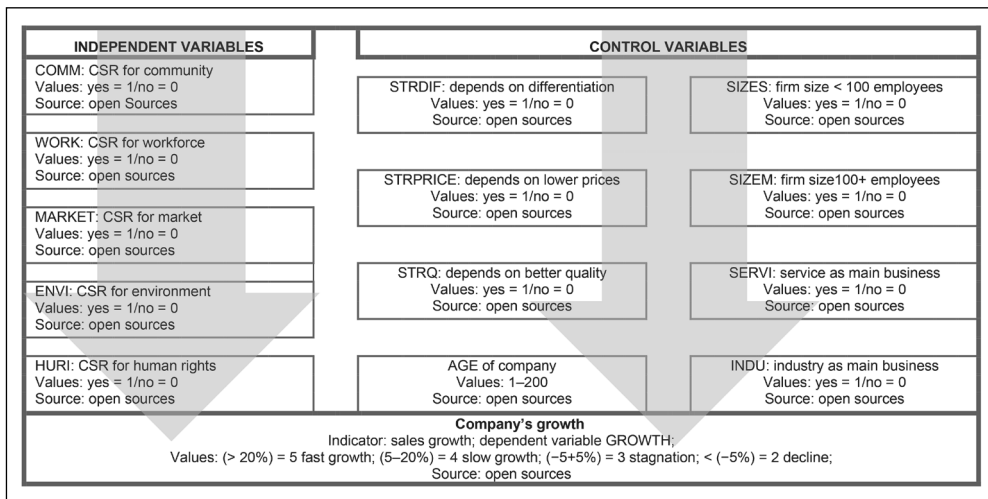 INDEPENDENT VARIABLES
COMM: CSR for community
Values: yes = 1/no = 0
Source: open Sources
WORK: CSR for workforce
Values: yes = 1/no = 0
Source: open sources
MARKET: CSR for market
Values: yes = 1/no = 0
Source: open sources
ENVI: CSR for environment
Values: yes = 1/no = 0
Source: open sources
HURI: CSR for human rights
Values: yes = 1/no = 0
Source: open sources
CONTROL VARIABLES
STRDIF: depends on differentiation
Values: yes = 1/no = 0
Source: open sources
STRPRICE: depends on lower prices
Values: yes = 1/no = 0
Source: open sources
STRQ: depends on better quality
Values: yes = 1/no = 0
Source: open sources
AGE of company
Values: 1–200
Source: open sources
SIZES: firm size < 100 employees
Values: yes = 1/no = 0
Source: open sources
SIZEM: firm size100+ employees
Values: yes = 1/no = 0
Source: open sources
SERVI: service as main business
Values: yes = 1/no = 0
Source: open sources
INDU: industry as main business
Values: yes = 1/no = 0
Source: open sources
Company's growth
Indicator: sales growth; dependent variable GROWTH;
Values: (> 20%) = 5 fast growth; (5–20%) = 4 slow growth; (−5+5%) = 3 stagnation; < (−5%) = 2 decline;
Source: open sources